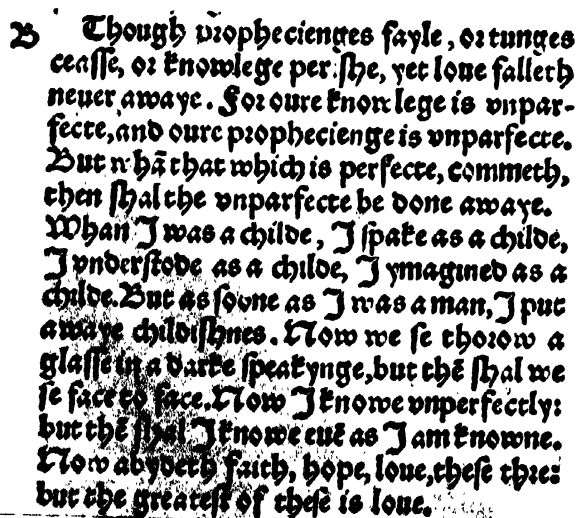 B Though prophecienges fayle, or tunges
ceaſſe, or knowlege periſhe, yet loue falleth
neuer awaye. For oure knowlege is vnpar-
fecte, and oure prophecienge is vnparfecte.
But whā that which is perfecte, commeth,
then ſhal the vnparfecte be done awaye.
Whan I was a childe, I ſpake as a childe,
I vnderſtode as a childe, I ymagined as a
childe. But as ſoone as I was a man, I put
awaye childiſhnes. Now we ſe thorow a
glaſſe in a darke ſpeakynge, but thē ſhal we
ſe face to face. Now I knowe vnperfectly:
but thē ſhal I knowe euē as I am knowne.
Now abydeth faith, hope, loue, theſe thre:
but the greateſt of theſe is loue.